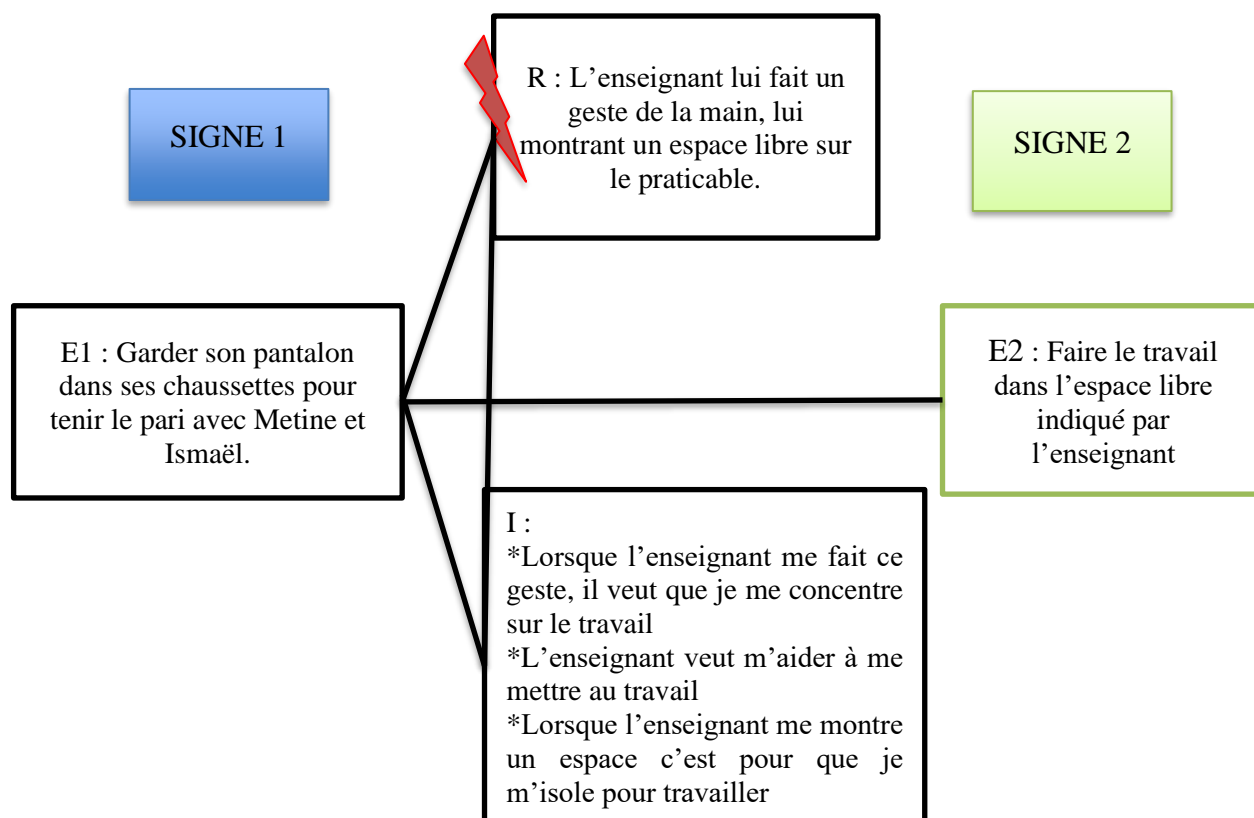 R : L’enseignant lui fait un
geste de la main, lui
montrant un espace libre sur
le praticable.
SIGNE 1
SIGNE 2
E1 : Garder son pantalon
dans ses chaussettes pour
tenir le pari avec Metine et
Ismaël.
E2 : Faire le travail
dans l’espace libre
indiqué par
l’enseignant
I :
*Lorsque l’enseignant me fait ce
geste, il veut que je me concentre
sur le travail
*L’enseignant veut m’aider à me
mettre au travail
*Lorsque l’enseignant me montre
un espace c’est pour que je
m’isole pour travailler